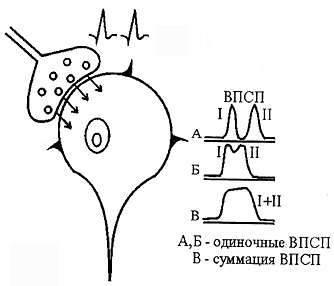 ВПСП
I II
А
I II
Б
I+II
В
А,Б - одиночные ВПСП
В - суммация ВПСП